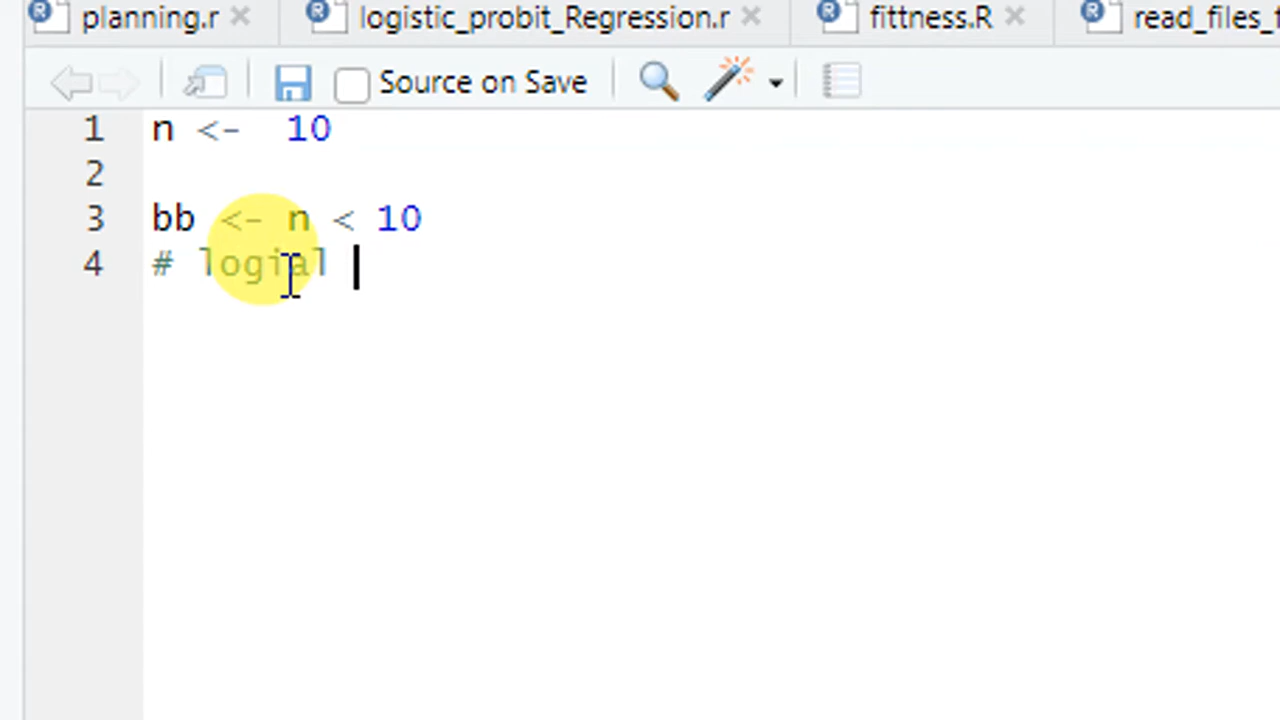 planning.r × logistic_probit_Regression.r × fittness.R × read_files_
Source on Save
1 n <-  10
2
3 bb <- n < 10
4 # logial